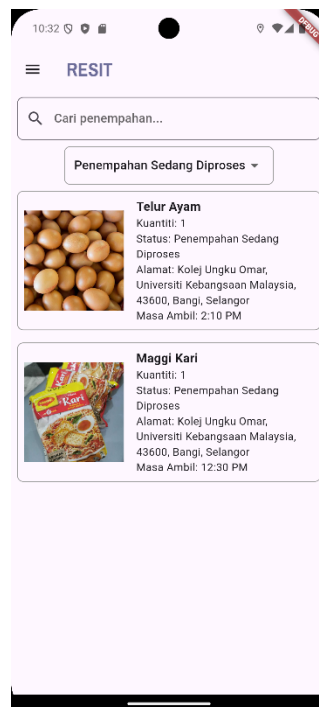 10:32
DEBUG
RESIT
Cari penempahan...
Penempahan Sedang Diproses
Telur Ayam
Kuantiti: 1
Status: Penempahan Sedang
Diproses
Alamat: Kolej Ungku Omar,
Universiti Kebangsaan Malaysia,
43600, Bangi, Selangor
Masa Ambil: 2:10 PM
Maggi Kari
Kuantiti: 1
Status: Penempahan Sedang
Diproses
Alamat: Kolej Ungku Omar,
Universiti Kebangsaan Malaysia,
43600, Bangi, Selangor
Masa Ambil: 12:30 PM
Kari